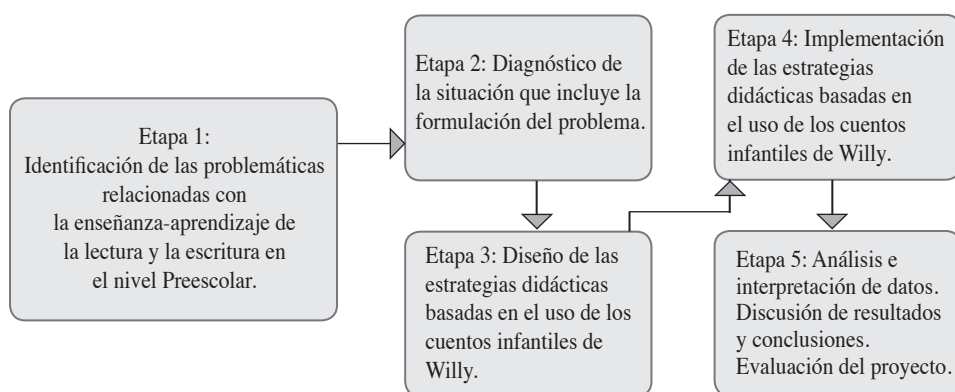 Etapa 1:
Identificación de las problemáticas
relacionadas con
la enseñanza-aprendizaje de
la lectura y la escritura en
el nivel Preescolar.
Etapa 2: Diagnóstico de
la situación que incluye la
formulación del problema.
Etapa 3: Diseño de las
estrategias didácticas
basadas en el uso de los
cuentos infantiles de
Willy.
Etapa 4: Implementación
de las estrategias
didácticas basadas en
el uso de los cuentos
infantiles de Willy.
Etapa 5: Análisis e
interpretación de datos.
Discusión de resultados
y conclusiones.
Evaluación del proyecto.